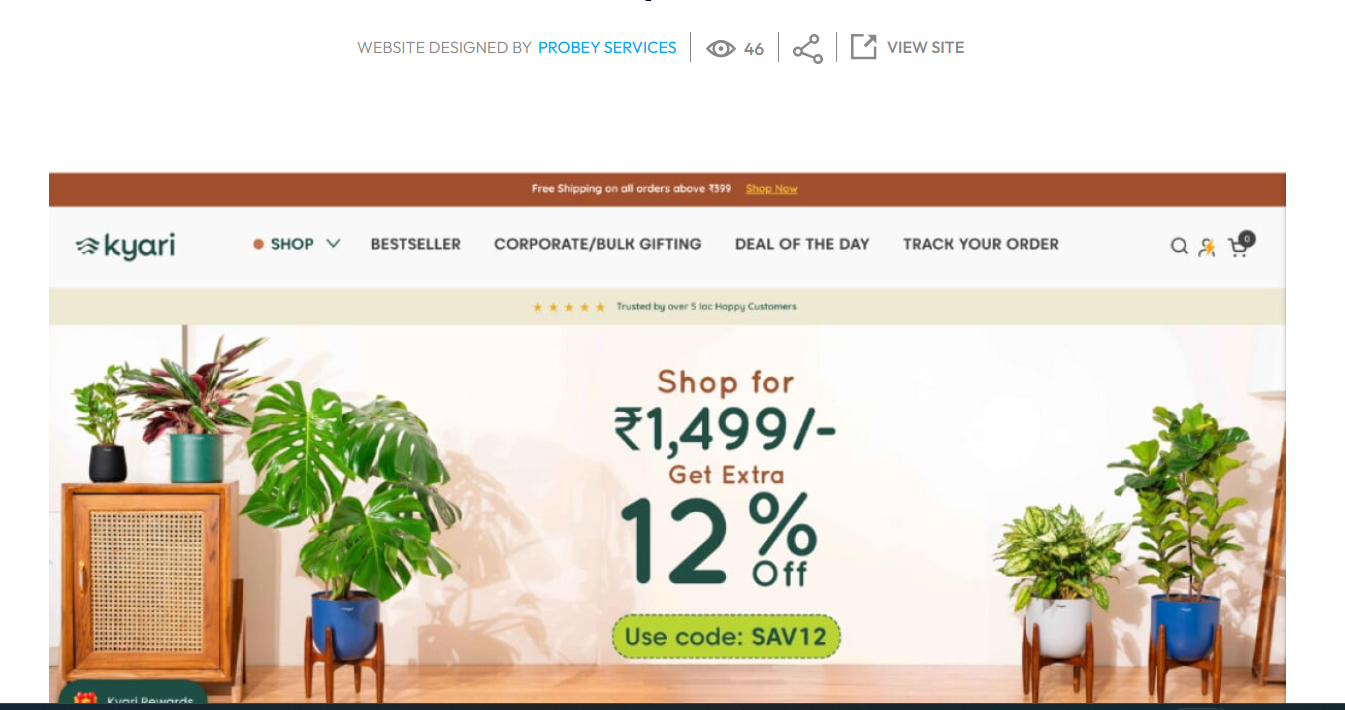 WEBSITE DESIGNED BY PROBEY SERVICES 46 VIEW SITE
Free Shipping on all orders above ₹399 Shop Now
kyari SHOP BESTSELLER CORPORATE/BULK GIFTING DEAL OF THE DAY TRACK YOUR ORDER 0
Trusted by over 5 lac Happy Customers
Shop for
₹1,499/-
Get Extra
12%
Off
Use code: SAV12
Kyari Rewards